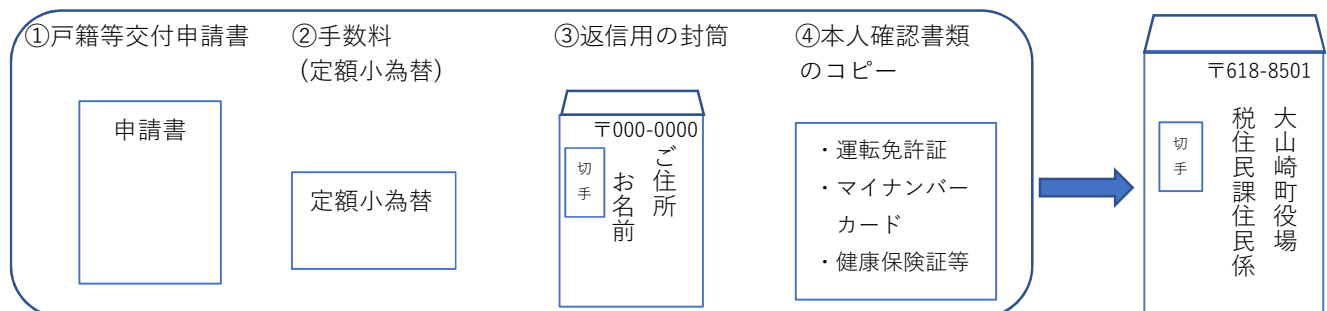 ①戸籍等交付申請書
申請書
②手数料
(定額小為替)
定額小為替
③返信用の封筒
〒000-0000
切手
ご住所
お名前
④本人確認書類
のコピー
・運転免許証
・マイナンバー
カード
・健康保険証等
〒618-8501
切手
大山崎町役場
税住民課住民係